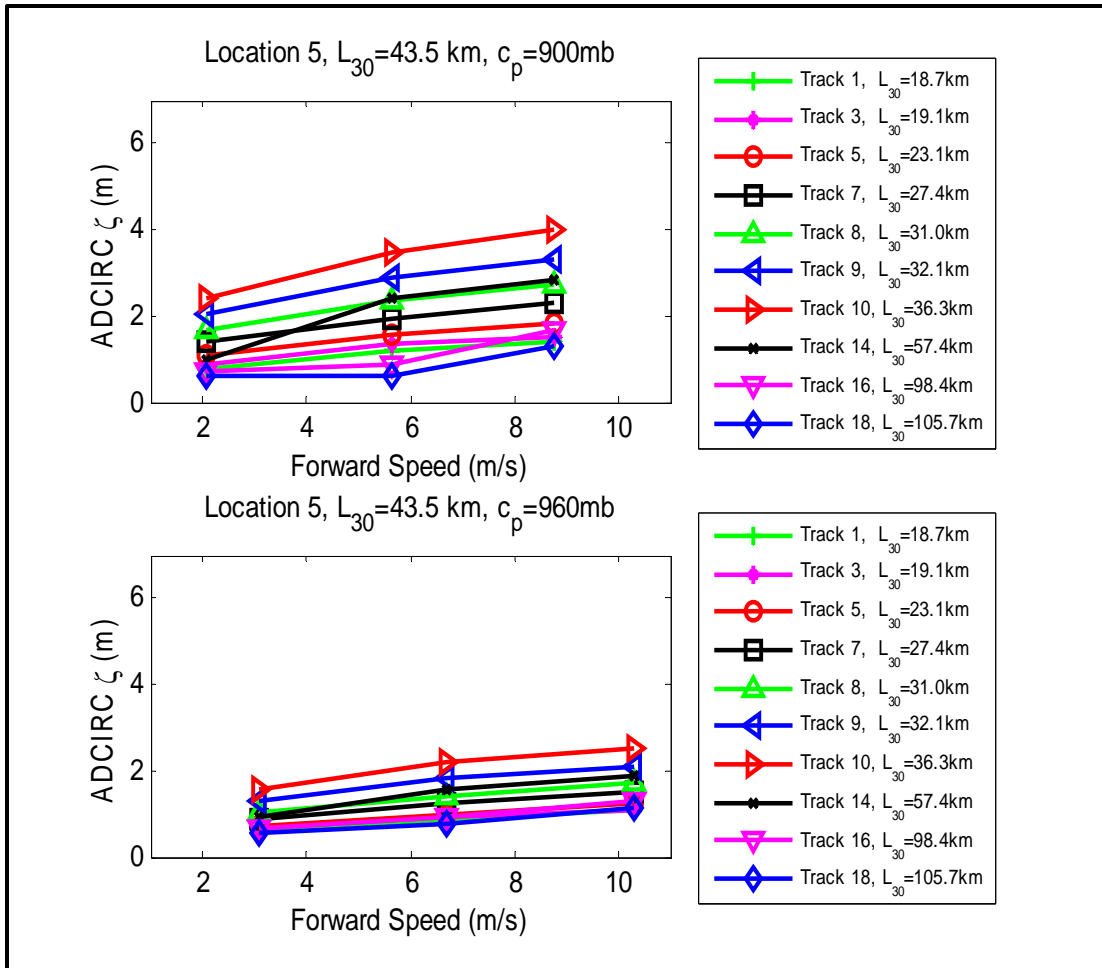 Location 5, L30=43.5 km, cp=900mb
6
4
2
0
ADCIRC ζ (m)
2 4 6 8 10
Forward Speed (m/s)
Track 1, L30=18.7km
Track 3, L30=19.1km
Track 5, L30=23.1km
Track 7, L30=27.4km
Track 8, L30=31.0km
Track 9, L30=32.1km
Track 10, L30=36.3km
Track 14, L30=57.4km
Track 16, L30=98.4km
Track 18, L30=105.7km
Location 5, L30=43.5 km, cp=960mb
6
4
2
0
ADCIRC ζ (m)
2 4 6 8 10
Forward Speed (m/s)
Track 1, L30=18.7km
Track 3, L30=19.1km
Track 5, L30=23.1km
Track 7, L30=27.4km
Track 8, L30=31.0km
Track 9, L30=32.1km
Track 10, L30=36.3km
Track 14, L30=57.4km
Track 16, L30=98.4km
Track 18, L30=105.7km